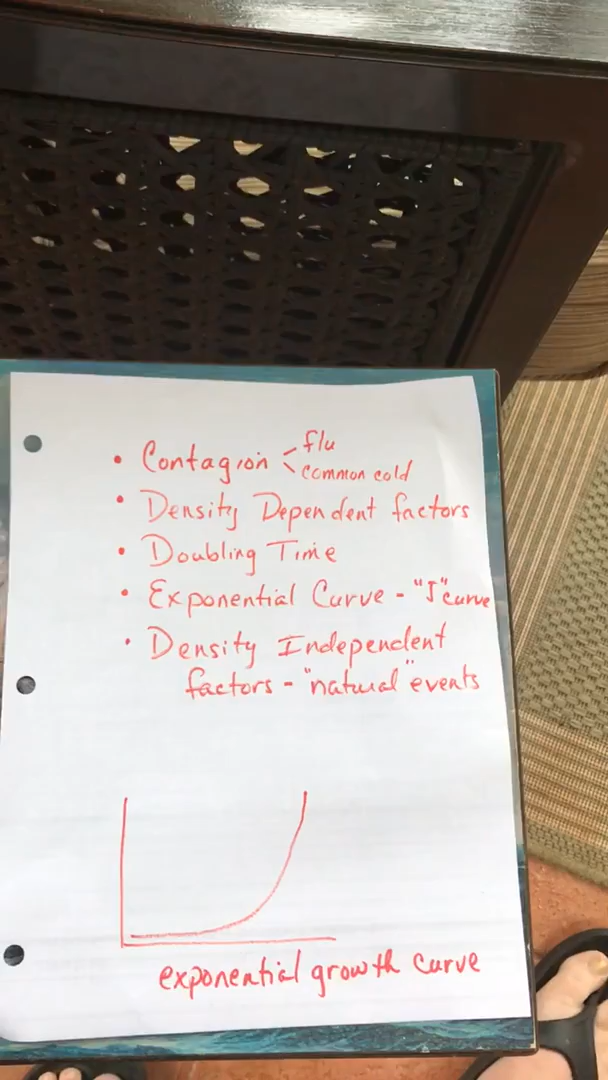 • Contagion < flu
common cold
• Density Dependent factors
• Doubling Time
• Exponential Curve - "J" curve
• Density Independent
factors - "natural" events
exponential growth curve